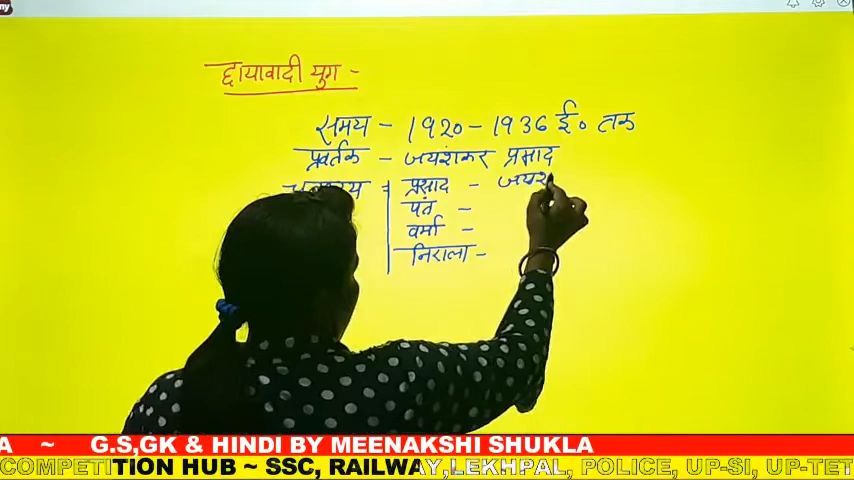 छायावादी युग -
समय - 1920 - 1936 ई० तक
प्रवर्तक - जयशंकर प्रसाद
प्रसाद - जयश
पंत -
वर्मा -
निराला -
A ~ G.S,GK & HINDI BY MEENAKSHI SHUKLA
COMPETITION HUB ~ SSC, RAILWAY,LEKHPAL, POLICE, UP-SI, UP-TET